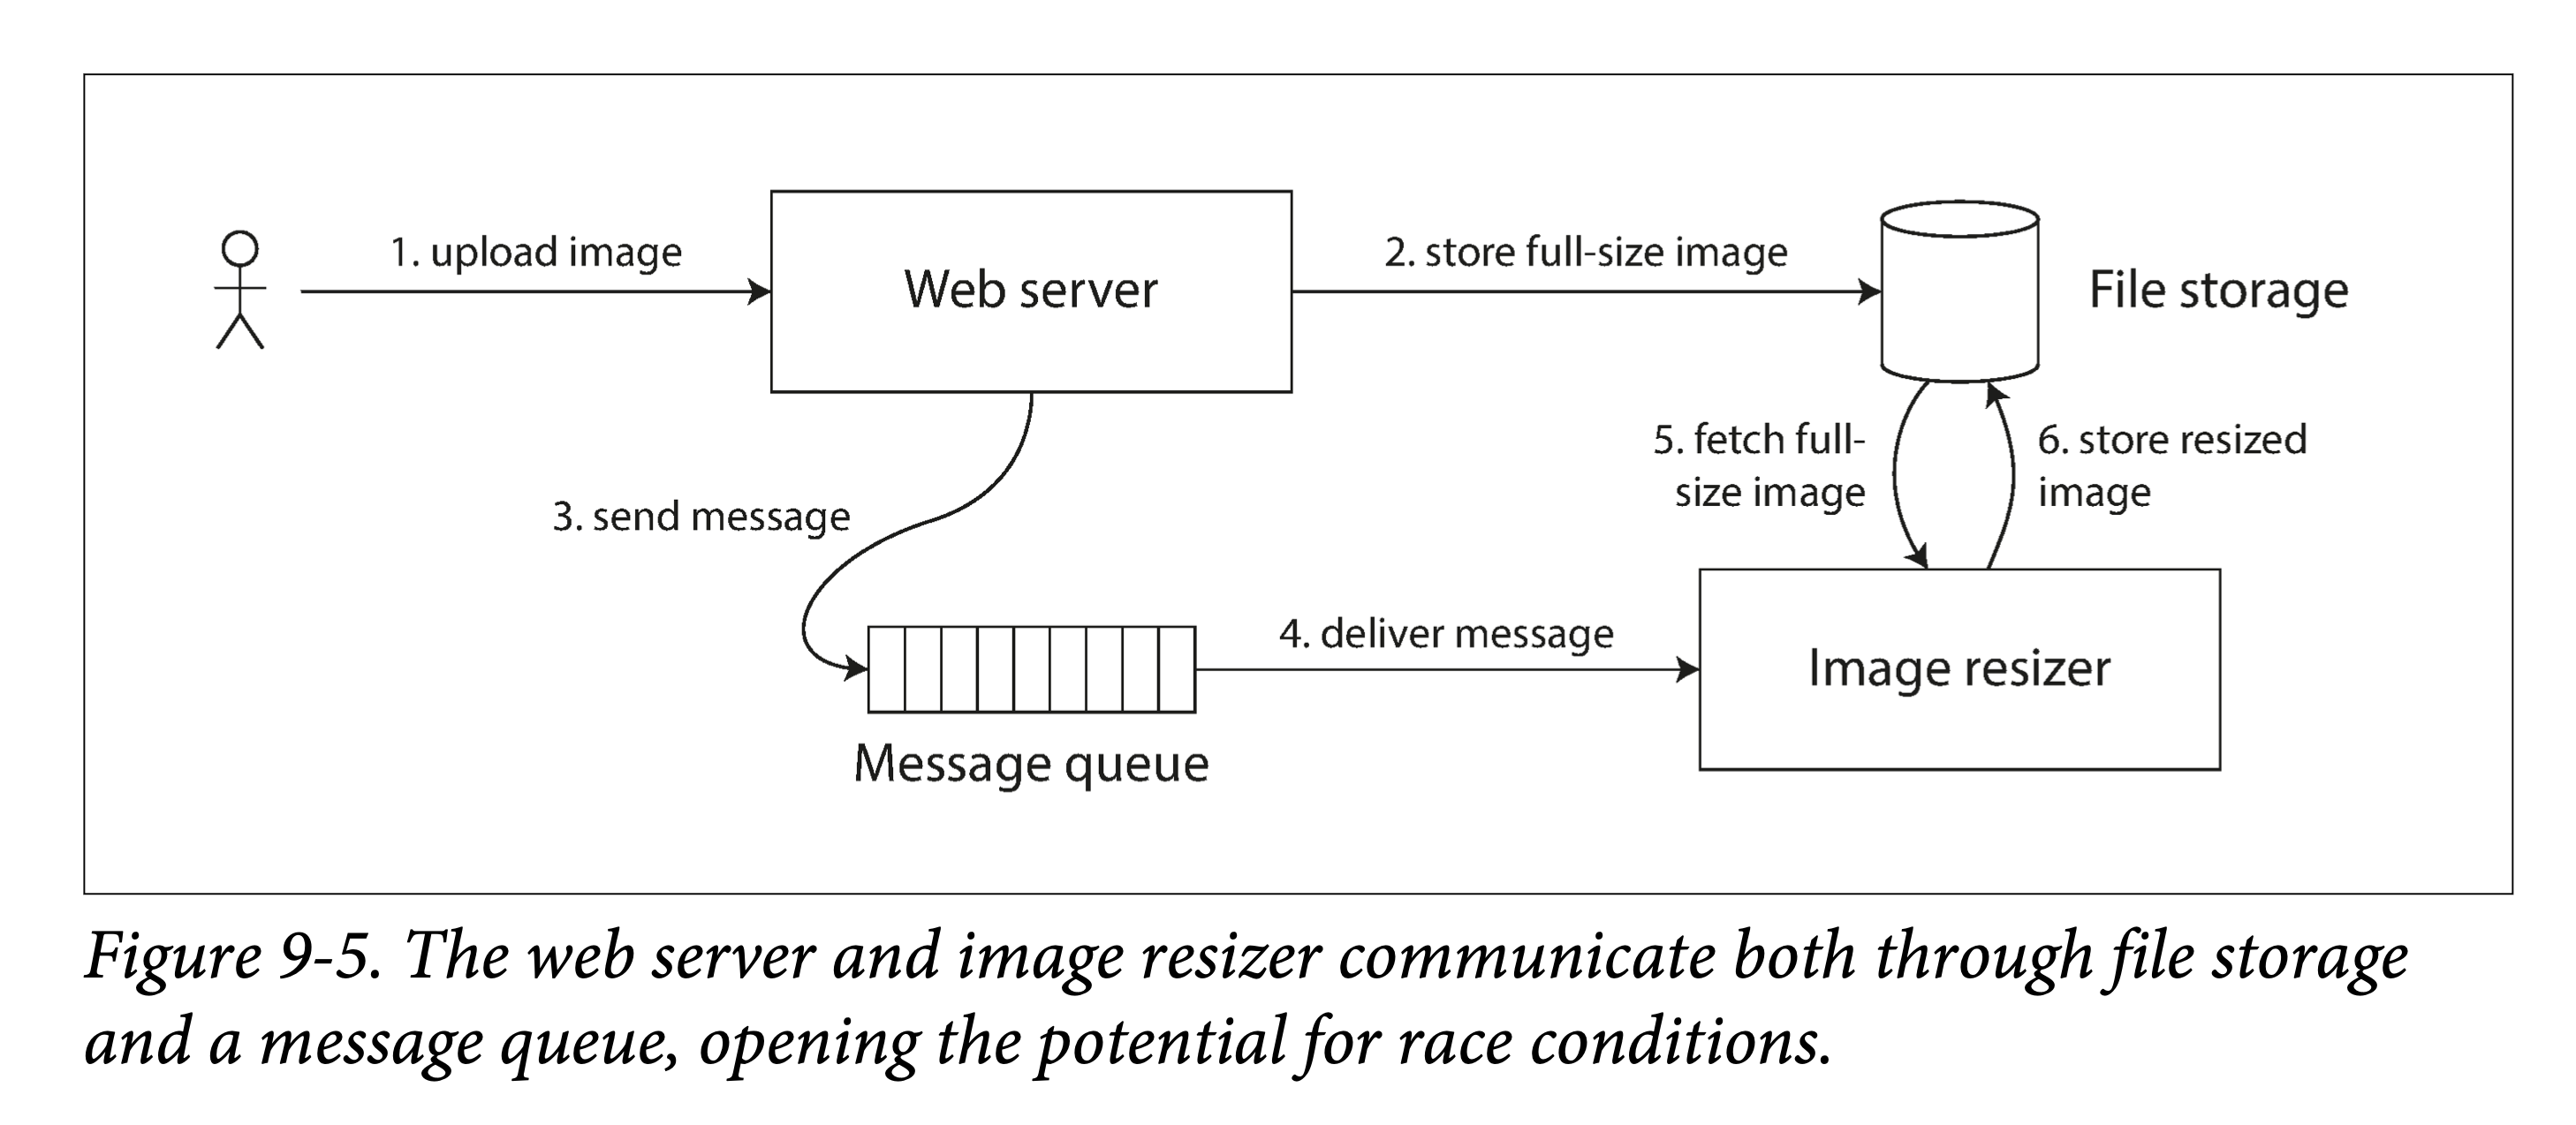 1. upload image
Web server
2. store full-size image
File storage
3. send message
5. fetch full-
size image
6. store resized
image
4. deliver message
Image resizer
Message queue
Figure 9-5. The web server and image resizer communicate both through file storage
and a message queue, opening the potential for race conditions.